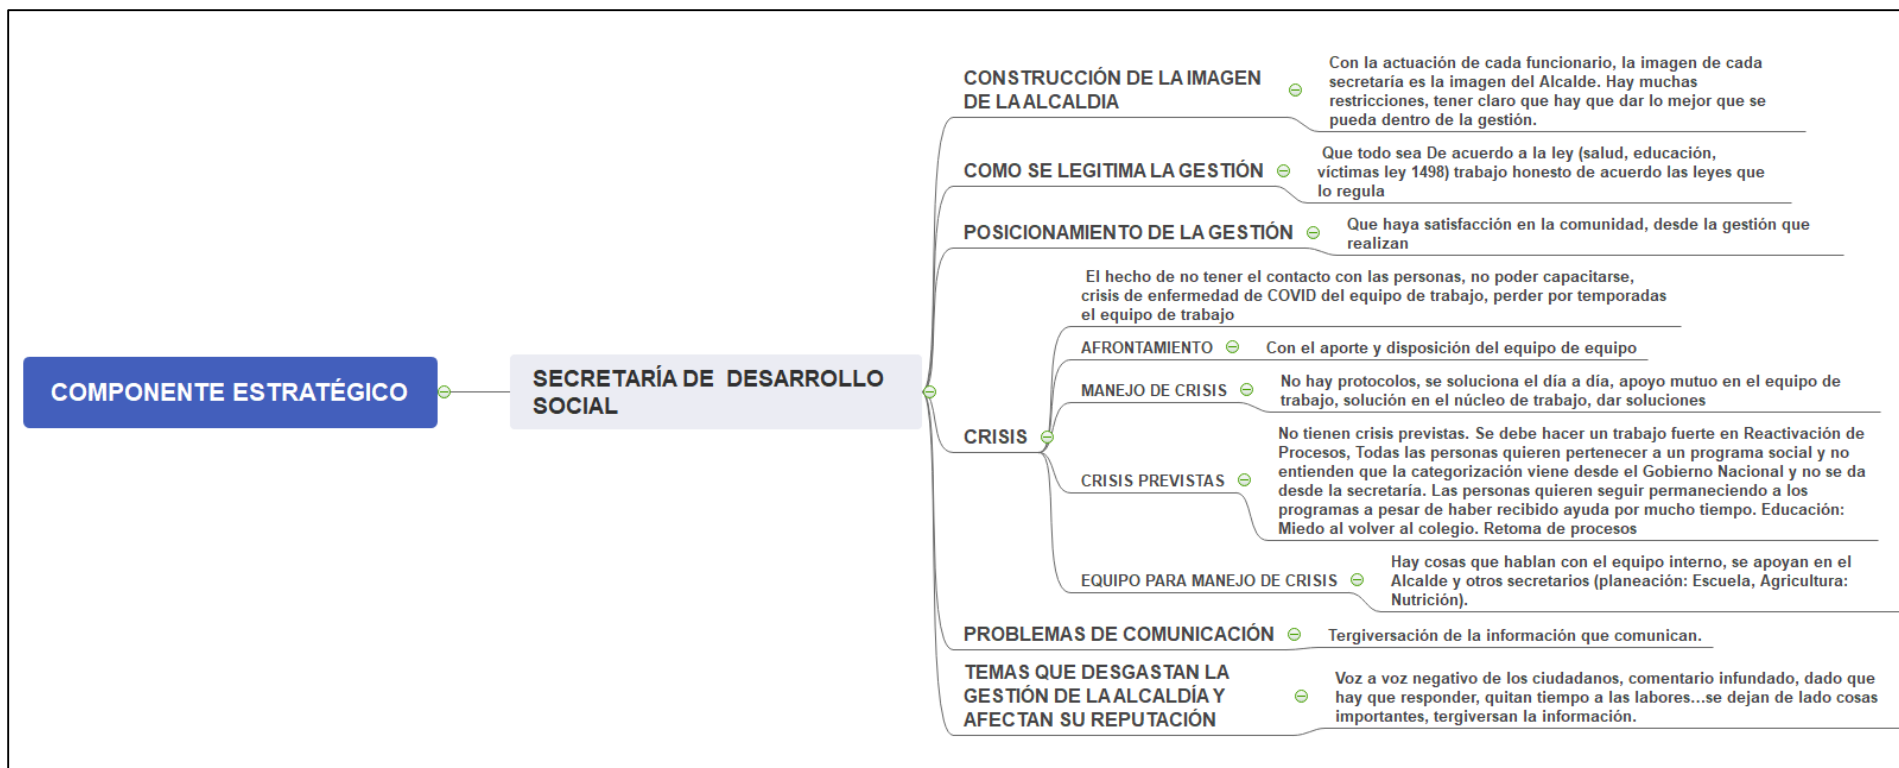 COMPONENTE ESTRATÉGICO
SECRETARÍA DE DESARROLLO
SOCIAL
CONSTRUCCIÓN DE LA IMAGEN
DE LA ALCALDIA
Con la actuación de cada funcionario, la imagen de cada
secretaría es la imagen del Alcalde. Hay muchas
restricciones, tener claro que hay que dar lo mejor que se
pueda dentro de la gestión.
COMO SE LEGITIMA LA GESTIÓN
Que todo sea De acuerdo a la ley (salud, educación,
víctimas ley 1498) trabajo honesto de acuerdo las leyes que
lo regula
POSICIONAMIENTO DE LA GESTIÓN
Que haya satisfacción en la comunidad, desde la gestión que
realizan
CRISIS
El hecho de no tener el contacto con las personas, no poder capacitarse,
crisis de enfermedad de COVID del equipo de trabajo, perder por temporadas
el equipo de trabajo
AFRONTAMIENTO
Con el aporte y disposición del equipo de equipo
MANEJO DE CRISIS
No hay protocolos, se soluciona el día a día, apoyo mutuo en el equipo de
trabajo, solución en el núcleo de trabajo, dar soluciones
CRISIS PREVISTAS
No tienen crisis previstas. Se debe hacer un trabajo fuerte en Reactivación de
Procesos, Todas las personas quieren pertenecer a un programa social y no
entienden que la categorización viene desde el Gobierno Nacional y no se da
desde la secretaría. Las personas quieren seguir permaneciendo a los
programas a pesar de haber recibido ayuda por mucho tiempo. Educación:
Miedo al volver al colegio. Retoma de procesos
EQUIPO PARA MANEJO DE CRISIS
Hay cosas que hablan con el equipo interno, se apoyan en el
Alcalde y otros secretarios (planeación: Escuela, Agricultura:
Nutrición).
PROBLEMAS DE COMUNICACIÓN
Tergiversación de la información que comunican.
TEMAS QUE DESGASTAN LA
GESTIÓN DE LA ALCALDÍA Y
AFECTAN SU REPUTACIÓN
Voz a voz negativo de los ciudadanos, comentario infundado, dado que
hay que responder, quitan tiempo a las labores...se dejan de lado cosas
importantes, tergiversan la información.